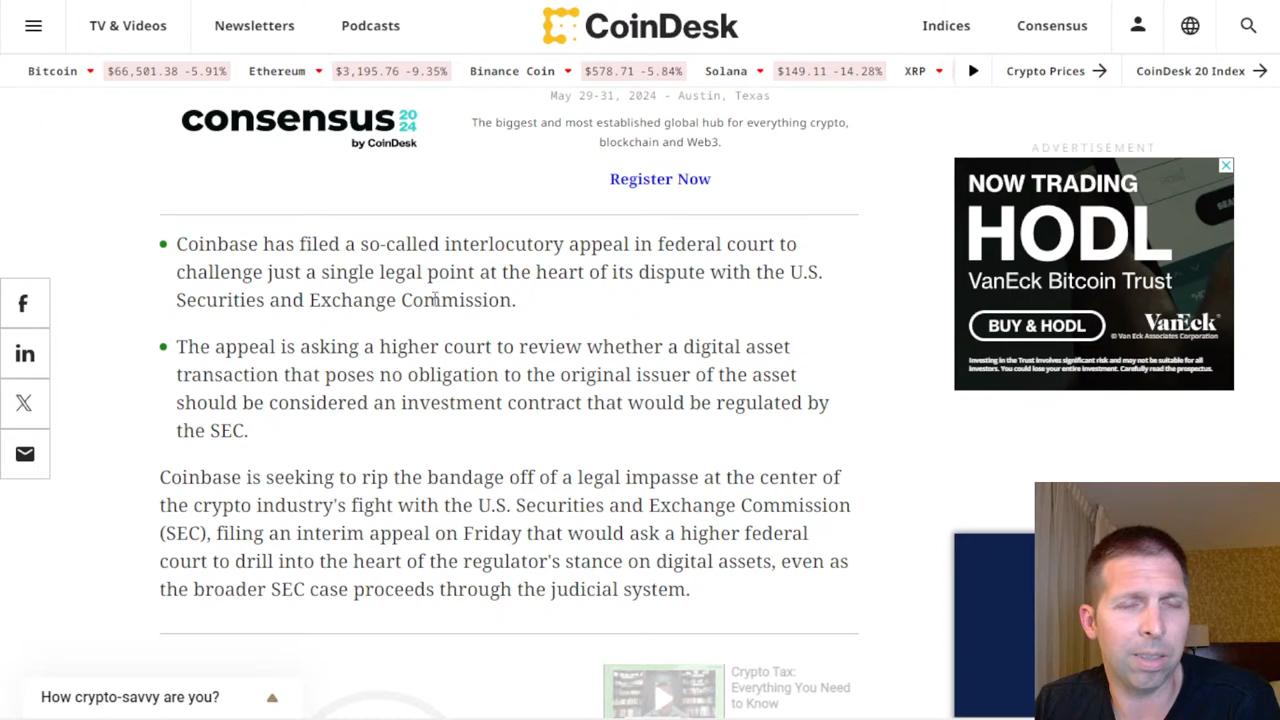 TV & Videos
Newsletters
Podcasts
CoinDesk
Indices
Consensus
Bitcoin $66,501.38 -5.91% Ethereum $3,195.76 -9.35% Binance Coin $578.71 -5.84% Solana $149.11 -14.28% XRP Crypto Prices CoinDesk 20 Index
consensus 20 24
by CoinDesk
May 29-31, 2024 - Austin, Texas
The biggest and most established global hub for everything crypto,
blockchain and Web3.
Register Now
Coinbase has filed a so-called interlocutory appeal in federal court to
challenge just a single legal point at the heart of its dispute with the U.S.
Securities and Exchange Commission.
The appeal is asking a higher court to review whether a digital asset
transaction that poses no obligation to the original issuer of the asset
should be considered an investment contract that would be regulated by
the SEC.
Coinbase is seeking to rip the bandage off of a legal impasse at the center of
the crypto industry's fight with the U.S. Securities and Exchange Commission
(SEC), filing an interim appeal on Friday that would ask a higher federal
court to drill into the heart of the regulator's stance on digital assets, even as
the broader SEC case proceeds through the judicial system.
ADVERTISEMENT
NOW TRADING
HODL
VanEck Bitcoin Trust
BUY & HODL
VanEck®
© Van Eck Associates Corporation
Investing in the Trust involves significant risk and may not be suitable for all
investors. You could lose your entire investment. Carefully read the prospectus.
f
in
X
Crypto Tax:
Everything You Need
to Know
How crypto-savvy are you?